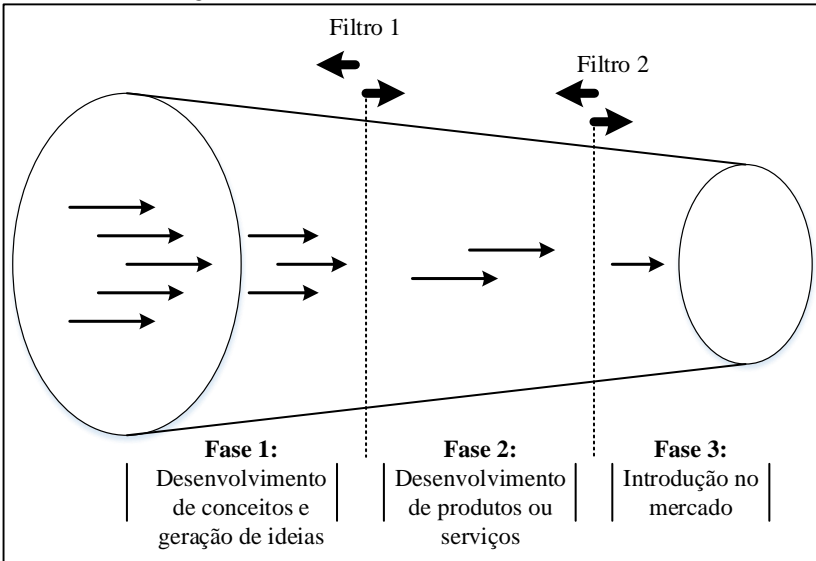 Filtro 1
Filtro 2
Fase 1:
Desenvolvimento
de conceitos e
geração de ideias
Fase 2:
Desenvolvimento
de produtos ou
serviços
Fase 3:
Introdução no
mercado